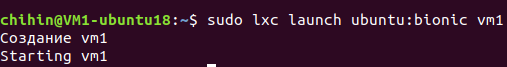 chihin@VM1-ubuntu18:~$ sudo lxc launch ubuntu:bionic vm1
Создание vm1
Starting vm1